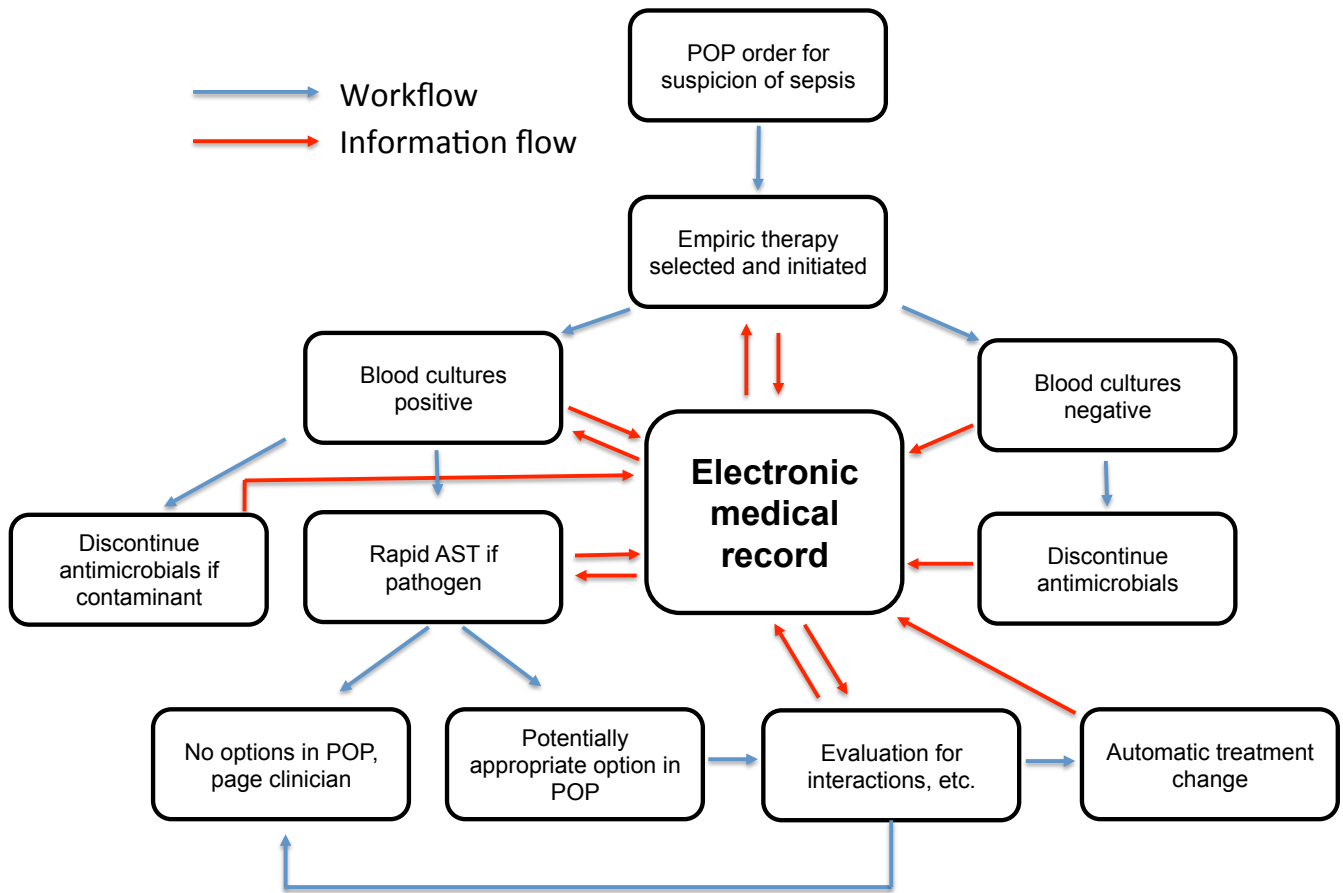 POP order for
suspicion of sepsis
Workflow
Information flow
Empiric therapy
selected and initiated
Blood cultures
positive
Blood cultures
negative
Electronic
medical
record
Discontinue
antimicrobials if
contaminant
Rapid AST if
pathogen
Discontinue
antimicrobials
No options in POP,
page clinician
Potentially
appropriate option in
POP
Evaluation for
interactions, etc.
Automatic treatment
change